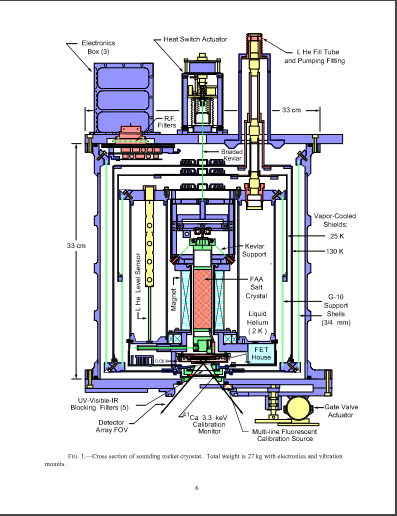 Electronics
Box (3)
Heat Switch Actuator
L He Fill Tube
and Pumping Fitting
33 cm
R.F.
Filters
Braided
Kevlar
Vapor-Cooled
Shields:
25 K
130 K
33 cm
L He Level Sensor
Magnet
Kevlar
Support
FAA
Salt
Crystal
Liquid
Helium
( 2 K )
G-10
Support
Shells
(3/4 mm)
FET
House
UV-Visible-IR
Blocking Filters (5)
Detector
Array FOV
41Ca 3.3 keV
Calibration
Monitor
Multi-line Fluorescent
Calibration Source
Gate Valve
Actuator
FIG. 1.—Cross section of sounding rocket cryostat. Total weight is 27 kg with electronics and vibration
mounts.
6